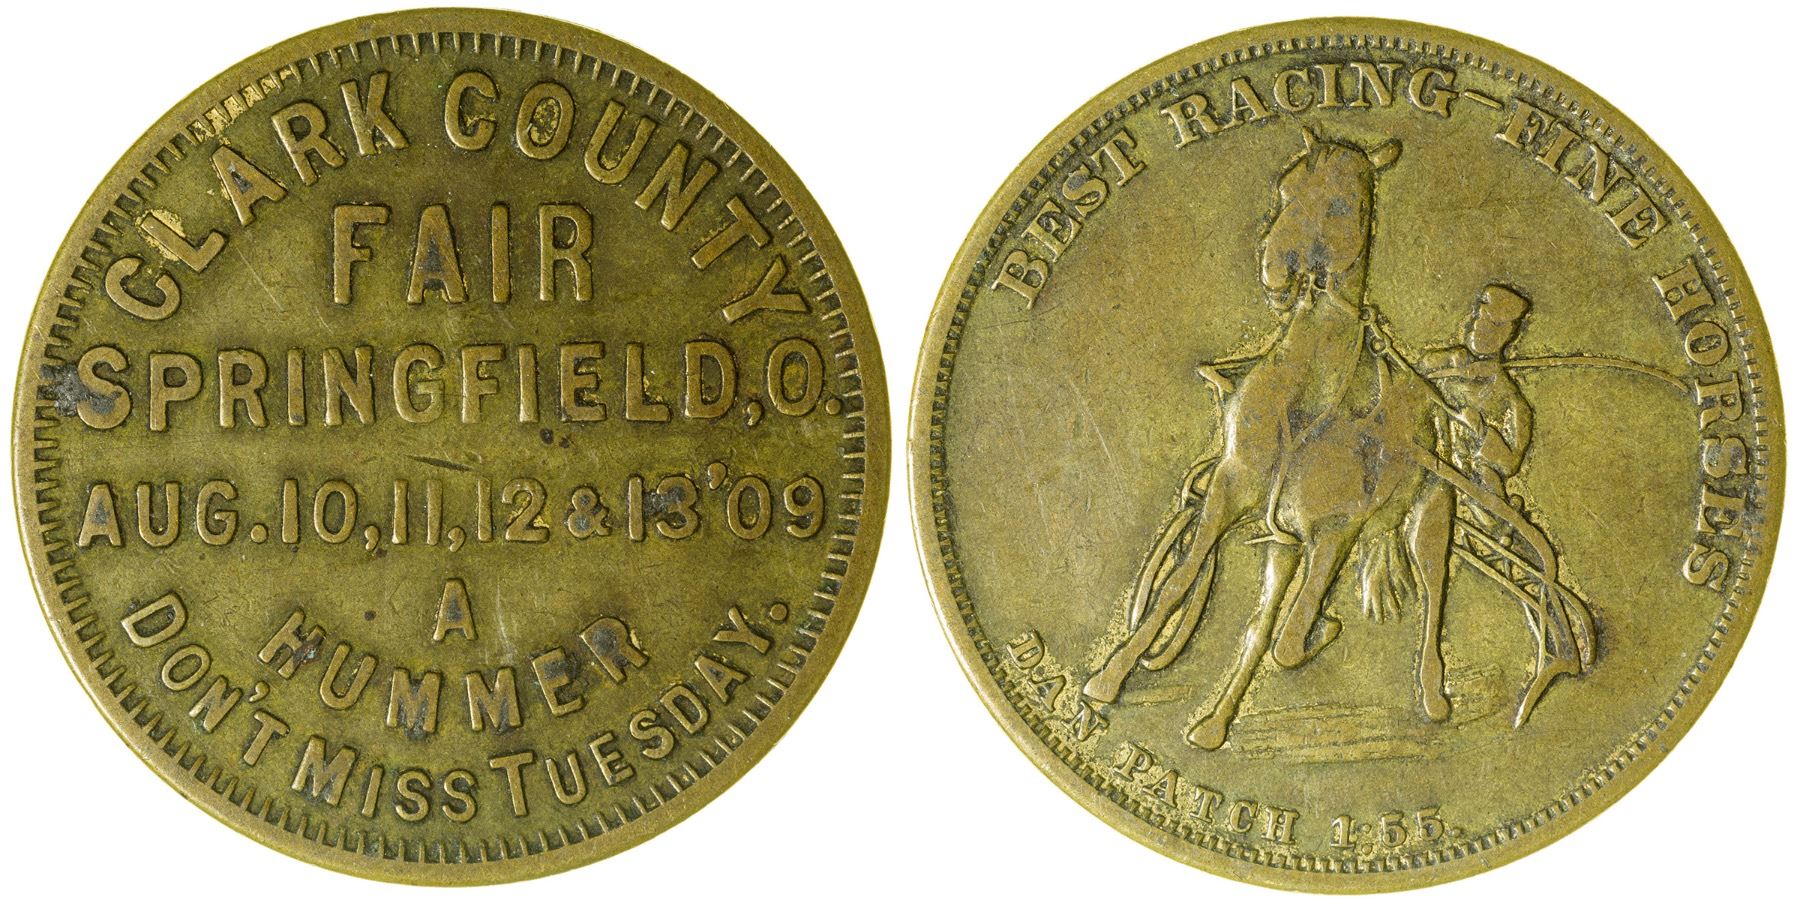 CLARK COUNTY
FAIR
SPRINGFIELD, O.
AUG. 10, 11, 12 & 13 '09
A
HUMMER
DON'T MISS TUESDAY.
BEST RACING - FINE HORSES
DAN PATCH 1:55.